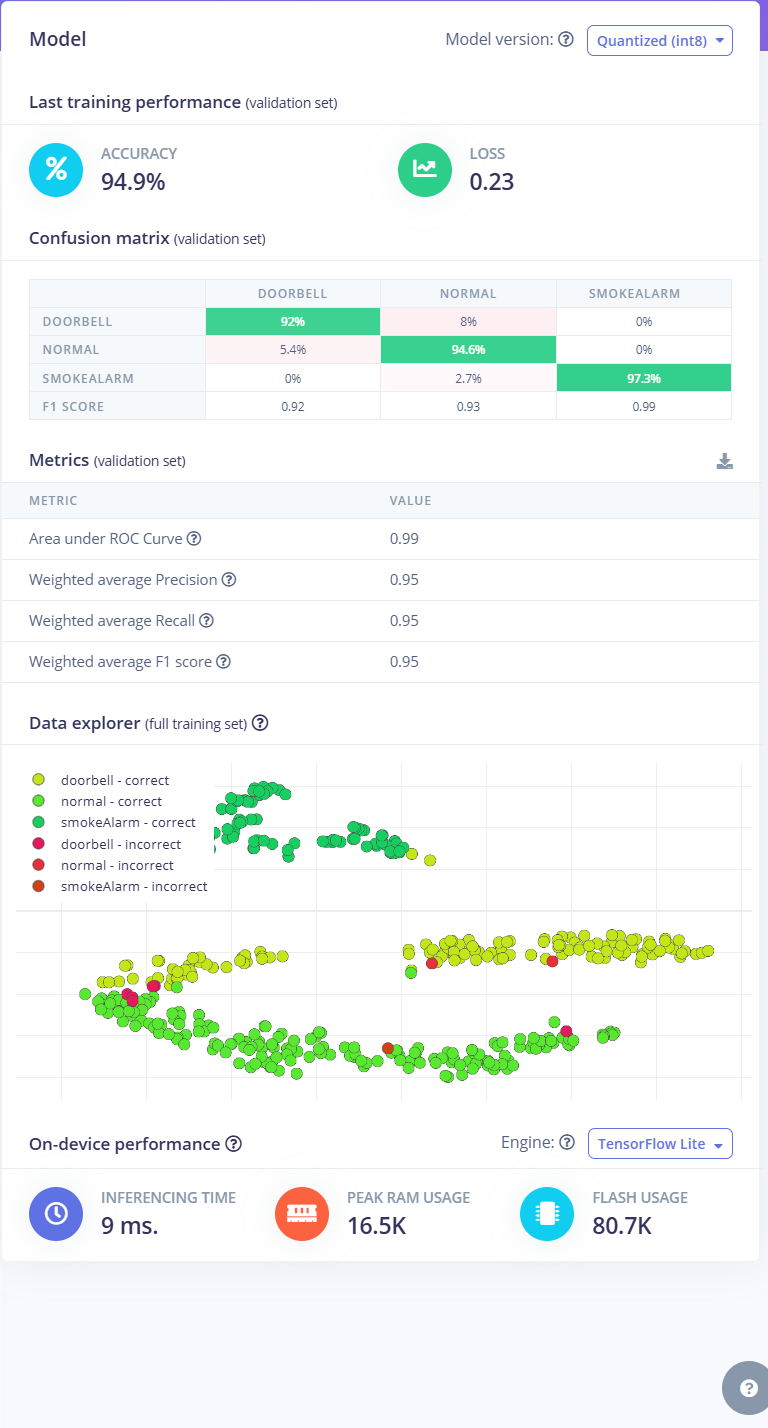 Model
Model version: Quantized (int8)
Last training performance (validation set)
% ACCURACY
94.9%
LOSS
0.23
Confusion matrix (validation set)
DOORBELL NORMAL SMOKEALARM
DOORBELL 92% 8% 0%
NORMAL 5.4% 94.6% 0%
SMOKEALARM 0% 2.7% 97.3%
F1 SCORE 0.92 0.93 0.99
Metrics (validation set)
METRIC VALUE
Area under ROC Curve ? 0.99
Weighted average Precision ? 0.95
Weighted average Recall ? 0.95
Weighted average F1 score ? 0.95
Data explorer (full training set) ?
doorbell - correct
normal - correct
smokeAlarm - correct
doorbell - incorrect
normal - incorrect
smokeAlarm - incorrect
On-device performance ?
Engine: ? TensorFlow Lite
INFERENCING TIME
9 ms.
PEAK RAM USAGE
16.5K
FLASH USAGE
80.7K
?